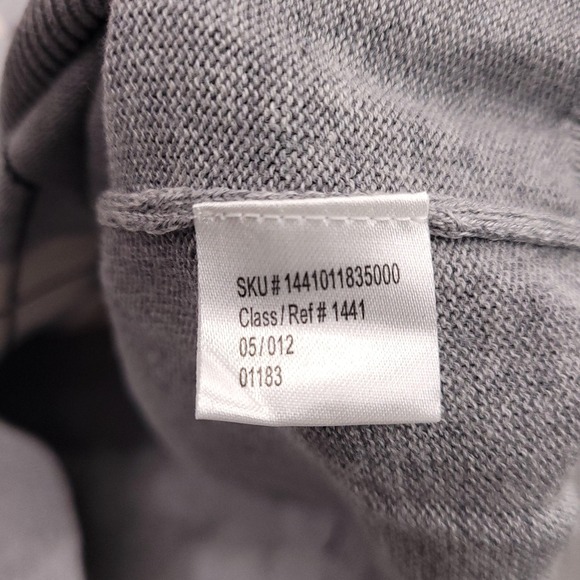 SKU # 1441011835000
Class / Ref # 1441
05 / 012
01183